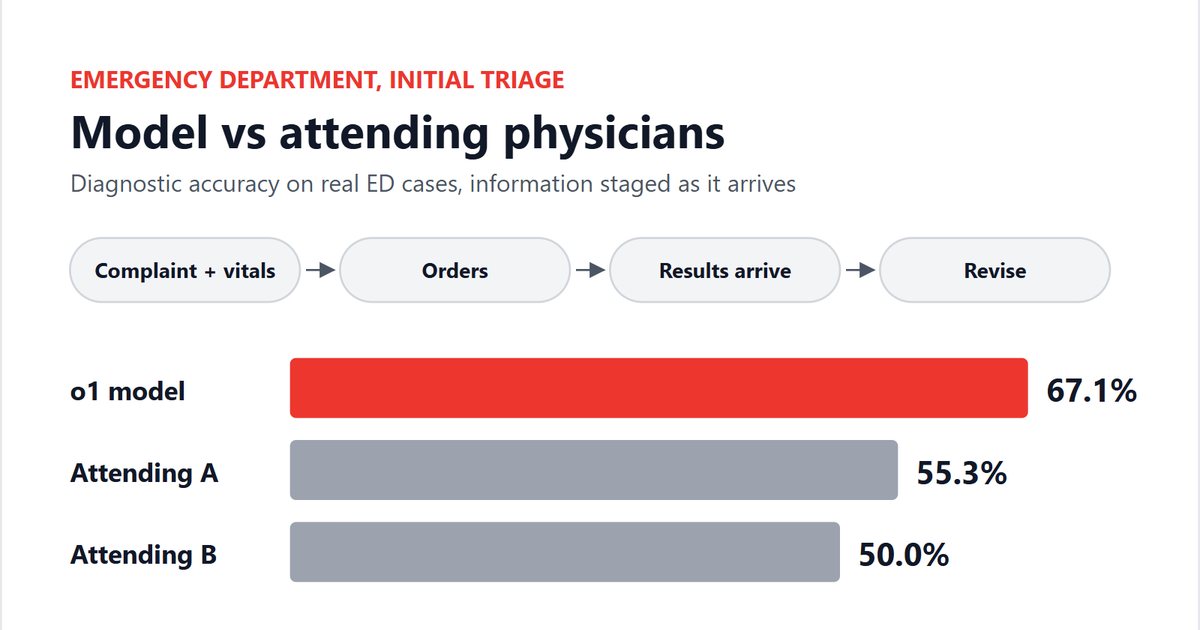 EMERGENCY DEPARTMENT, INITIAL TRIAGE
Model vs attending physicians
Diagnostic accuracy on real ED cases, information staged as it arrives
Complaint + vitals
Orders
Results arrive
Revise
o1 model
67.1%
Attending A
55.3%
Attending B
50.0%